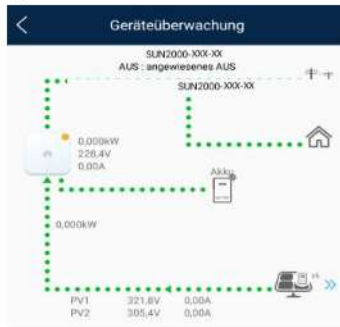 Geräteüberwachung
SUN2000-XXX-XX
AUS : angewiesenes AUS
SUN2000-XXX-XX
0,000kW
228,4V
0,00A
Akku
0,000kW
PV1 321,8V 0,00A
PV2 305,4V 0,00A